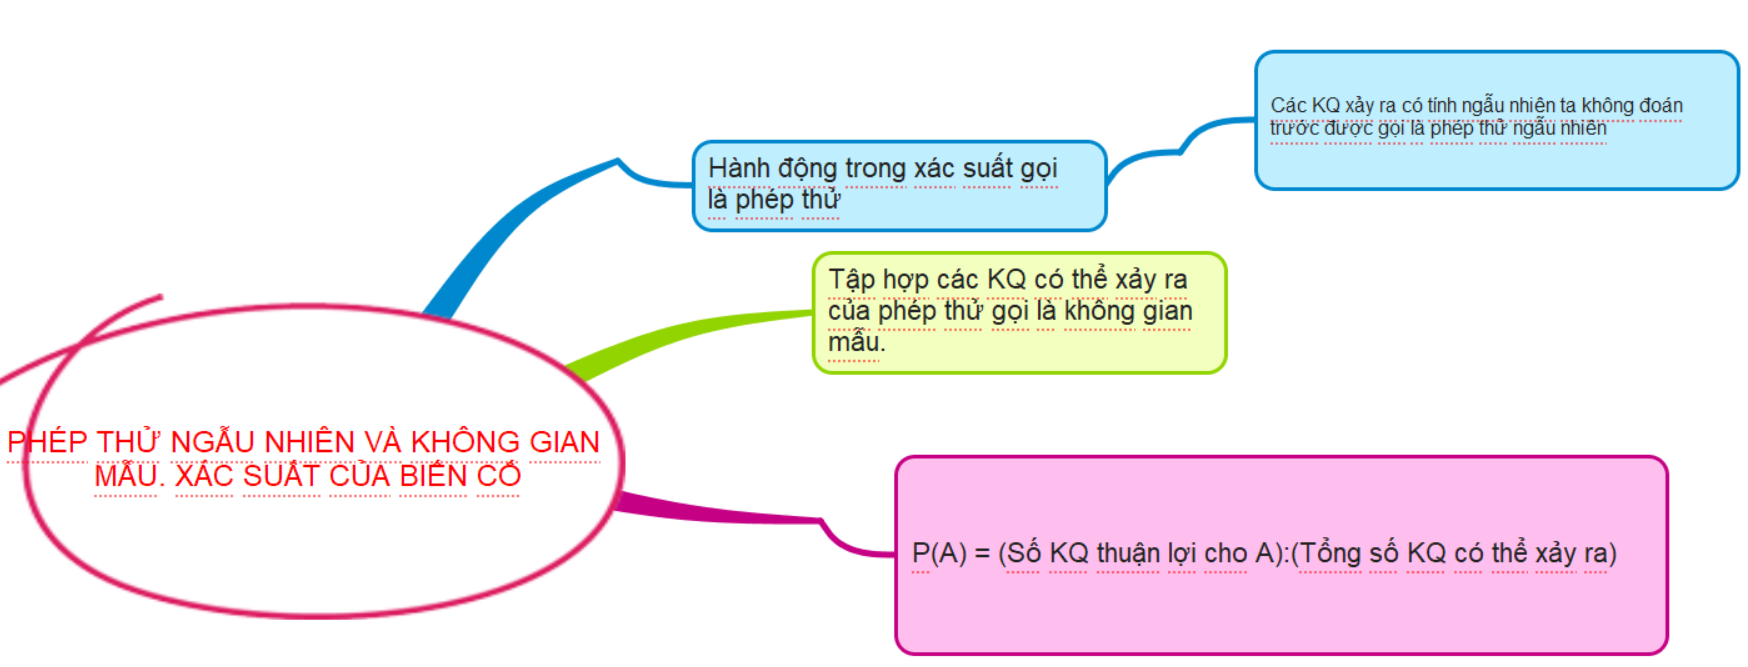 Các KQ xảy ra có tính ngẫu nhiên ta không đoán
trước được gọi là phép thử ngẫu nhiên
Hành động trong xác suất gọi
là phép thử
Tập hợp các KQ có thể xảy ra
của phép thử gọi là không gian
mẫu.
PHÉP THỬ NGẪU NHIÊN VÀ KHÔNG GIAN
MẪU. XÁC SUẤT CỦA BIẾN CỐ
P(A) = (Số KQ thuận lợi cho A):(Tổng số KQ có thể xảy ra)